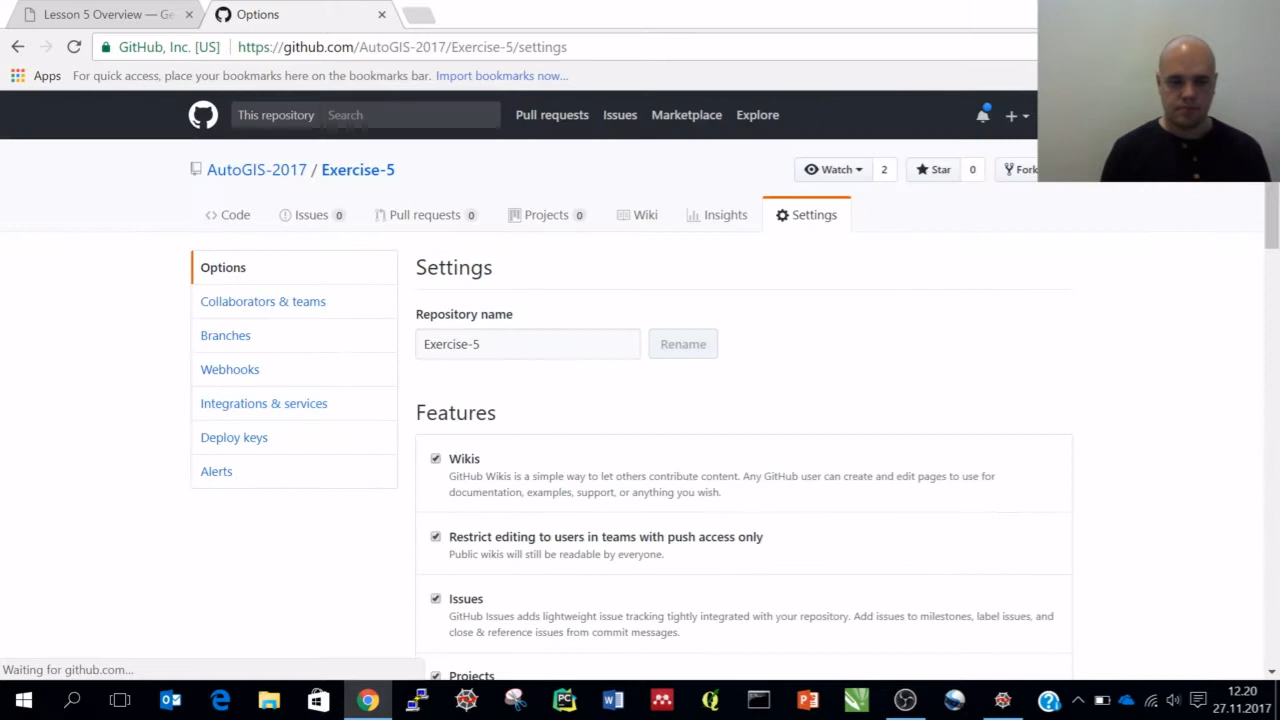 Lesson 5 Overview — Ge
Options
GitHub, Inc. [US]
https://github.com/AutoGIS-2017/Exercise-5/settings
Apps
For quick access, place your bookmarks here on the bookmarks bar.
Import bookmarks now...
This repository
Search
Pull requests
Issues
Marketplace
Explore
AutoGIS-2017 / Exercise-5
Watch
2
Star
0
Fork
Code
Issues 0
Pull requests 0
Projects 0
Wiki
Insights
Settings
Options
Collaborators & teams
Branches
Webhooks
Integrations & services
Deploy keys
Alerts
Settings
Repository name
Exercise-5
Rename
Features
Wikis
GitHub Wikis is a simple way to let others contribute content. Any GitHub user can create and edit pages to use for
documentation, examples, support, or anything you wish.
Restrict editing to users in teams with push access only
Public wikis will still be readable by everyone.
Issues
GitHub Issues adds lightweight issue tracking tightly integrated with your repository. Add issues to milestones, label issues, and
close & reference issues from commit messages.
Projects
Waiting for github.com...
12.20
27.11.2017